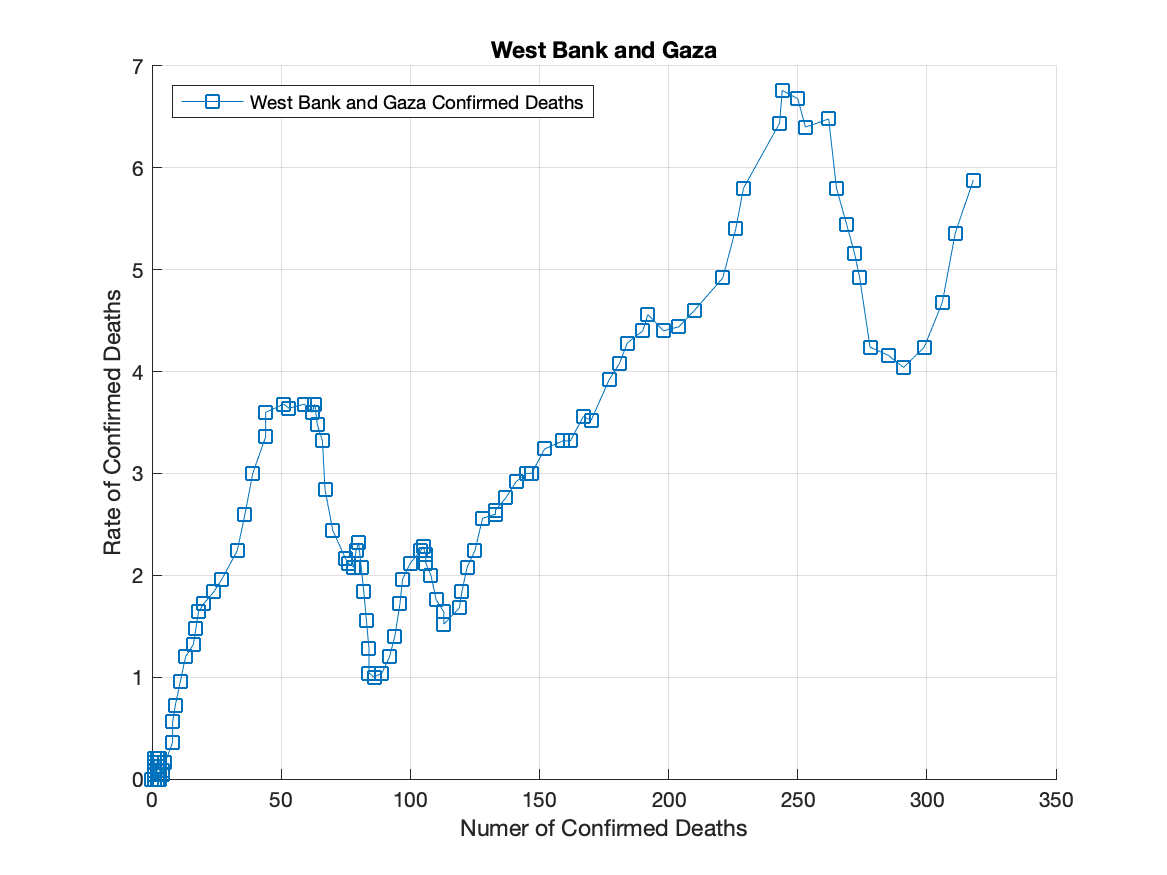 West Bank and Gaza
West Bank and Gaza Confirmed Deaths
Rate of Confirmed Deaths
7
6
5
4
3
2
1
0
0 50 100 150 200 250 300 350
Numer of Confirmed Deaths